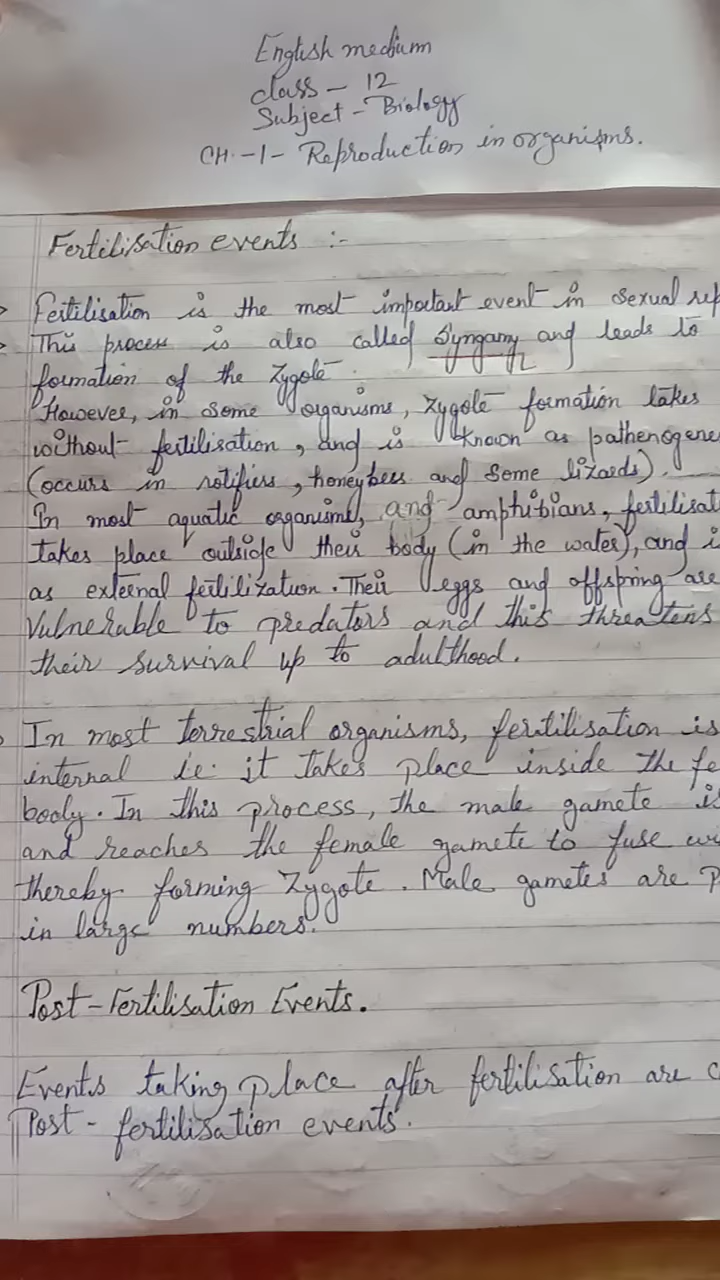 English medium
class - 12
Subject - Biology
CH.-1- Reproduction in organisms.
Fertilisation events :-
> Fertilisation is the most important event in sexual rep
> This process is also called Syngamy and leads to
formation of the Zygote.
However, in some organisms, Zygote formation takes
without fertilisation, and is known as pathenogene
(occurs in rotifiers, honeybees and some lizards).
In most aquatic organisms, and amphibians, fertilisat
takes place outside their body (in the water), and i
as external fertilization. Their eggs and offspring are
Vulnerable to predators and this threatens
their survival up to adulthood.
In most terrestrial organisms, fertilisation is
internal i.e. it takes place inside the fe
body. In this process, the male gamete is
and reaches the female gamete to fuse wi
thereby forming Zygote. Male gametes are p
in large numbers.
Post-Fertilisation Events.
Events taking place after fertilisation are c
Post-fertilisation events.